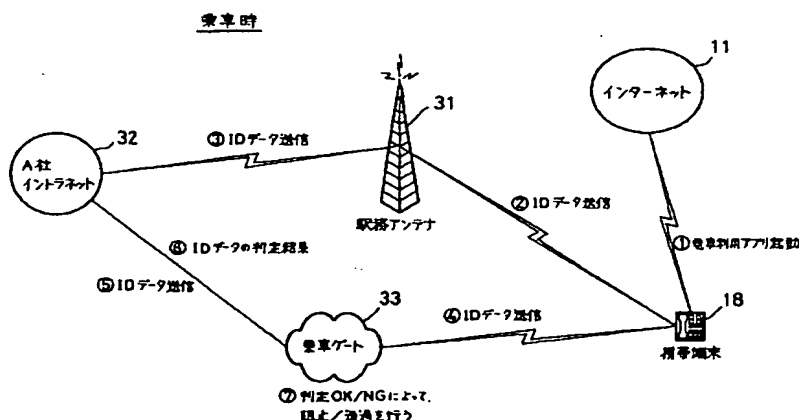 乗車時
11
インターネット
31
32
③IDデータ送信
A社
イントラネット
②IDデータ送信
駅務アンテナ
①電車利用アプリ起動
⑥IDデータの判定結果
⑤IDデータ送信
33
18
④IDデータ送信
乗車ゲート
携帯端末
⑦判定OK/NGによって、
阻止/通過を行う